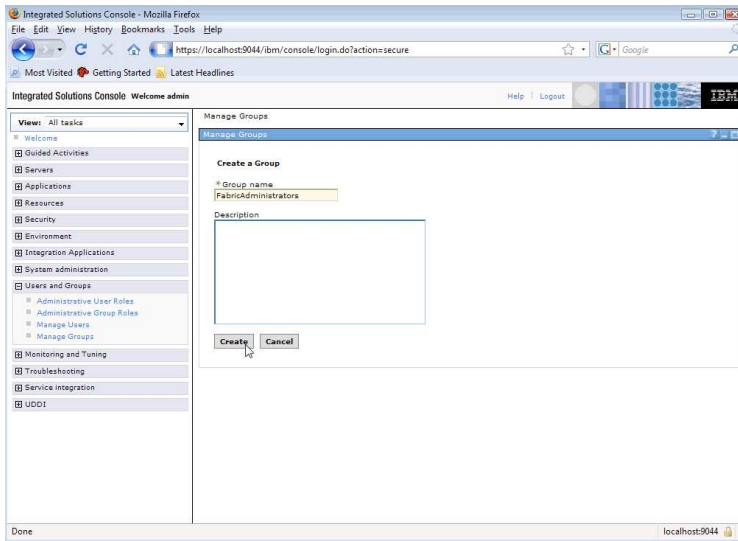 Integrated Solutions Console - Mozilla Firefox
File Edit View History Bookmarks Tools Help
https://localhost:9044/ibm/console/login.do?action=secure
Google
Most Visited Getting Started Latest Headlines
Integrated Solutions Console Welcome admin
Help Logout
IBM
View: All tasks
Welcome
Guided Activities
Servers
Applications
Resources
Security
Environment
Integration Applications
System administration
Users and Groups
Administrative User Roles
Administrative Group Roles
Manage Users
Manage Groups
Monitoring and Tuning
Troubleshooting
Service integration
UDDI
Manage Groups
Manage Groups
Create a Group
* Group name
FabricAdministrators
Description
Create Cancel
Done
localhost:9044